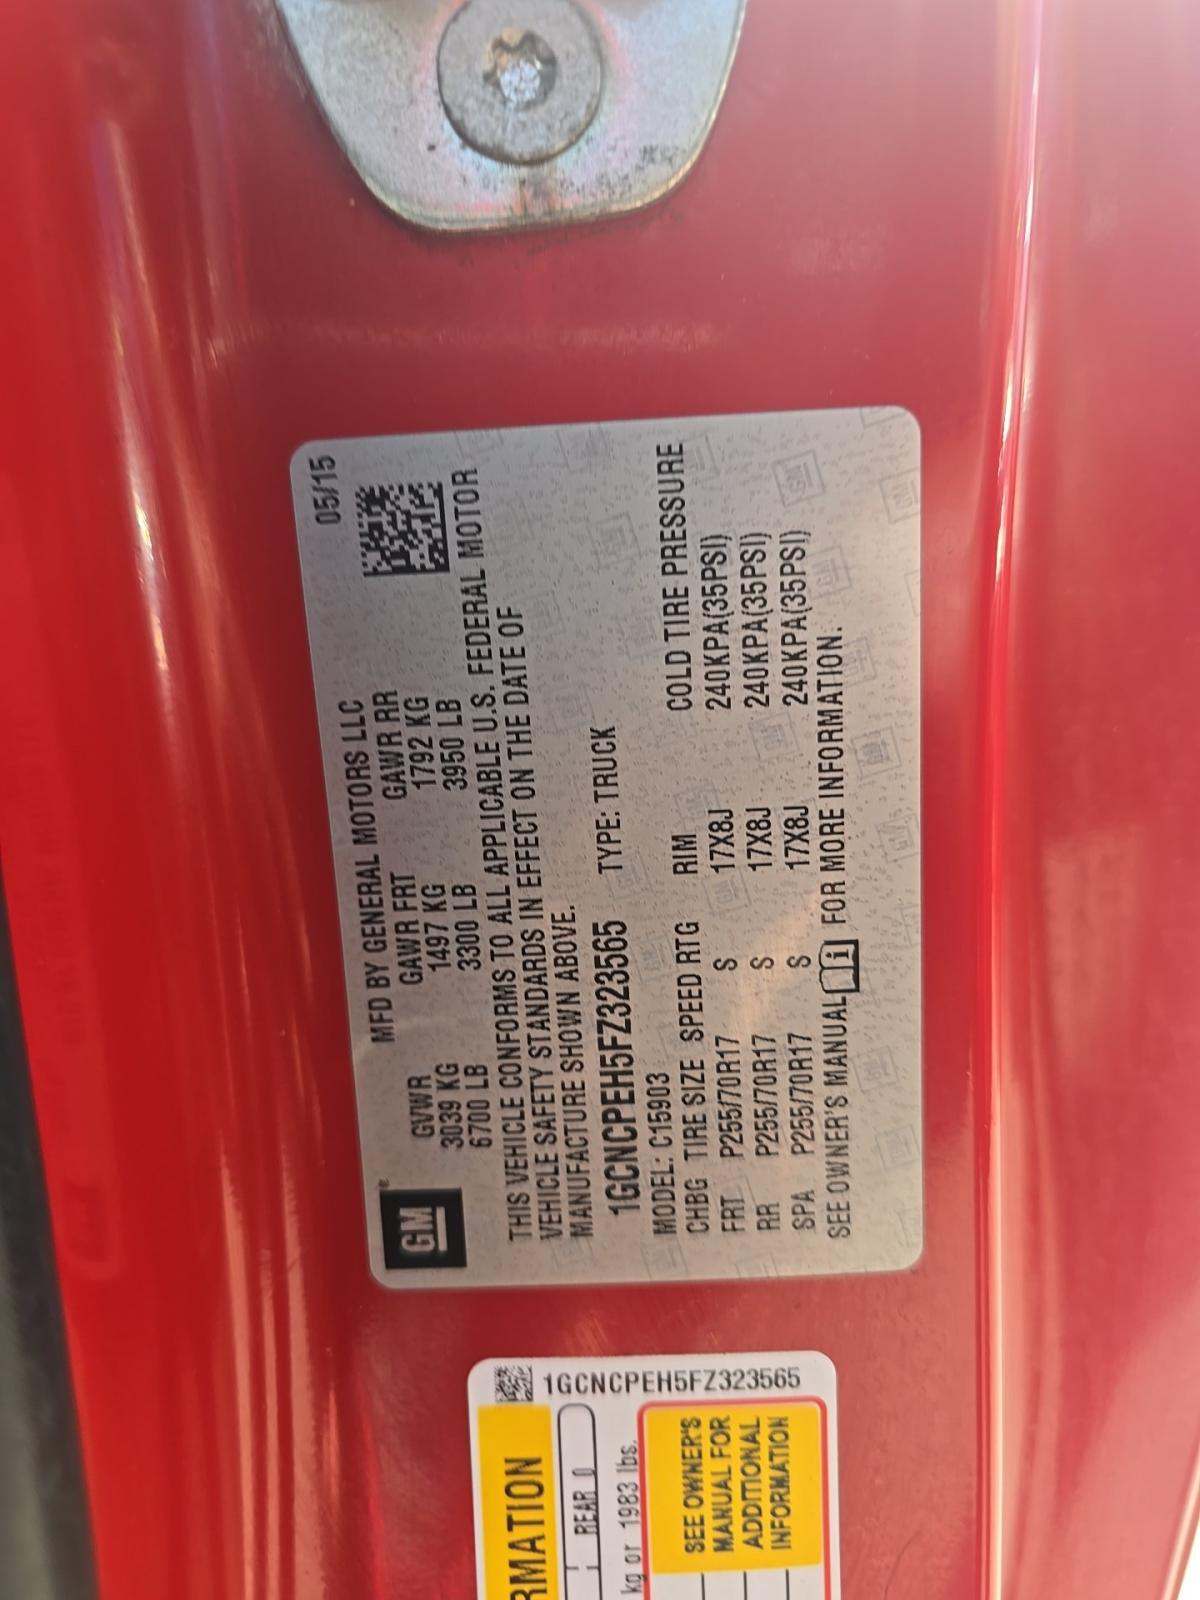 05/15
MFD BY GENERAL MOTORS LLC
GM
GVWR GAWR FRT GAWR RR
3039 KG 1497 KG 1792 KG
6700 LB 3300 LB 3950 LB
THIS VEHICLE CONFORMS TO ALL APPLICABLE U.S. FEDERAL MOTOR
VEHICLE SAFETY STANDARDS IN EFFECT ON THE DATE OF
MANUFACTURE SHOWN ABOVE.
1GCNCPEH5FZ323565 TYPE: TRUCK
MODEL: C15903
CHBG TIRE SIZE SPEED RTG RIM COLD TIRE PRESSURE
FRT P255/70R17 S 17X8J 240KPA(35PSI)
RR P255/70R17 S 17X8J 240KPA(35PSI)
SPA P255/70R17 S 17X8J 240KPA(35PSI)
SEE OWNER'S MANUAL i FOR MORE INFORMATION.
1GCNCPEH5FZ323565
RMATION
REAR 0
kg or 1983 lbs.
SEE OWNER'S
MANUAL FOR
ADDITIONAL
INFORMATION